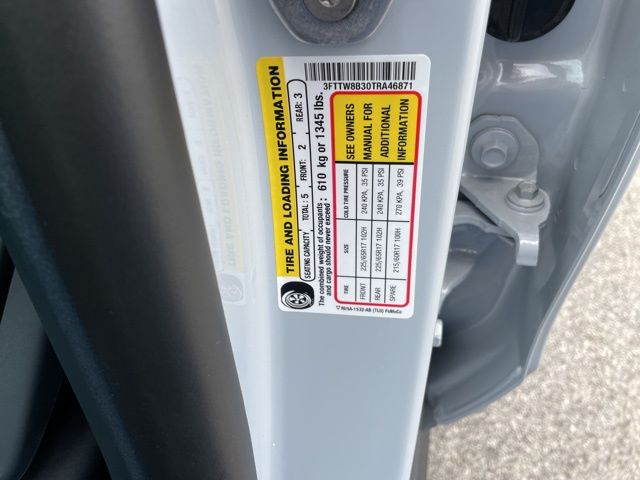 3FTTW8B30TRA46871
TIRE AND LOADING INFORMATION
SEATING CAPACITY TOTAL: 5 FRONT: 2 REAR: 3
The combined weight of occupants
and cargo should never exceed: 610 kg or 1345 lbs.
TIRE SIZE COLD TIRE PRESSURE
FRONT 225/65R17 102H 240 KPA, 35 PSI
REAR 225/65R17 102H 240 KPA, 35 PSI
SPARE 215/60R17 100H 270 KPA, 39 PSI
SEE OWNERS
MANUAL FOR
ADDITIONAL
INFORMATION
(TLU) FoMoCo